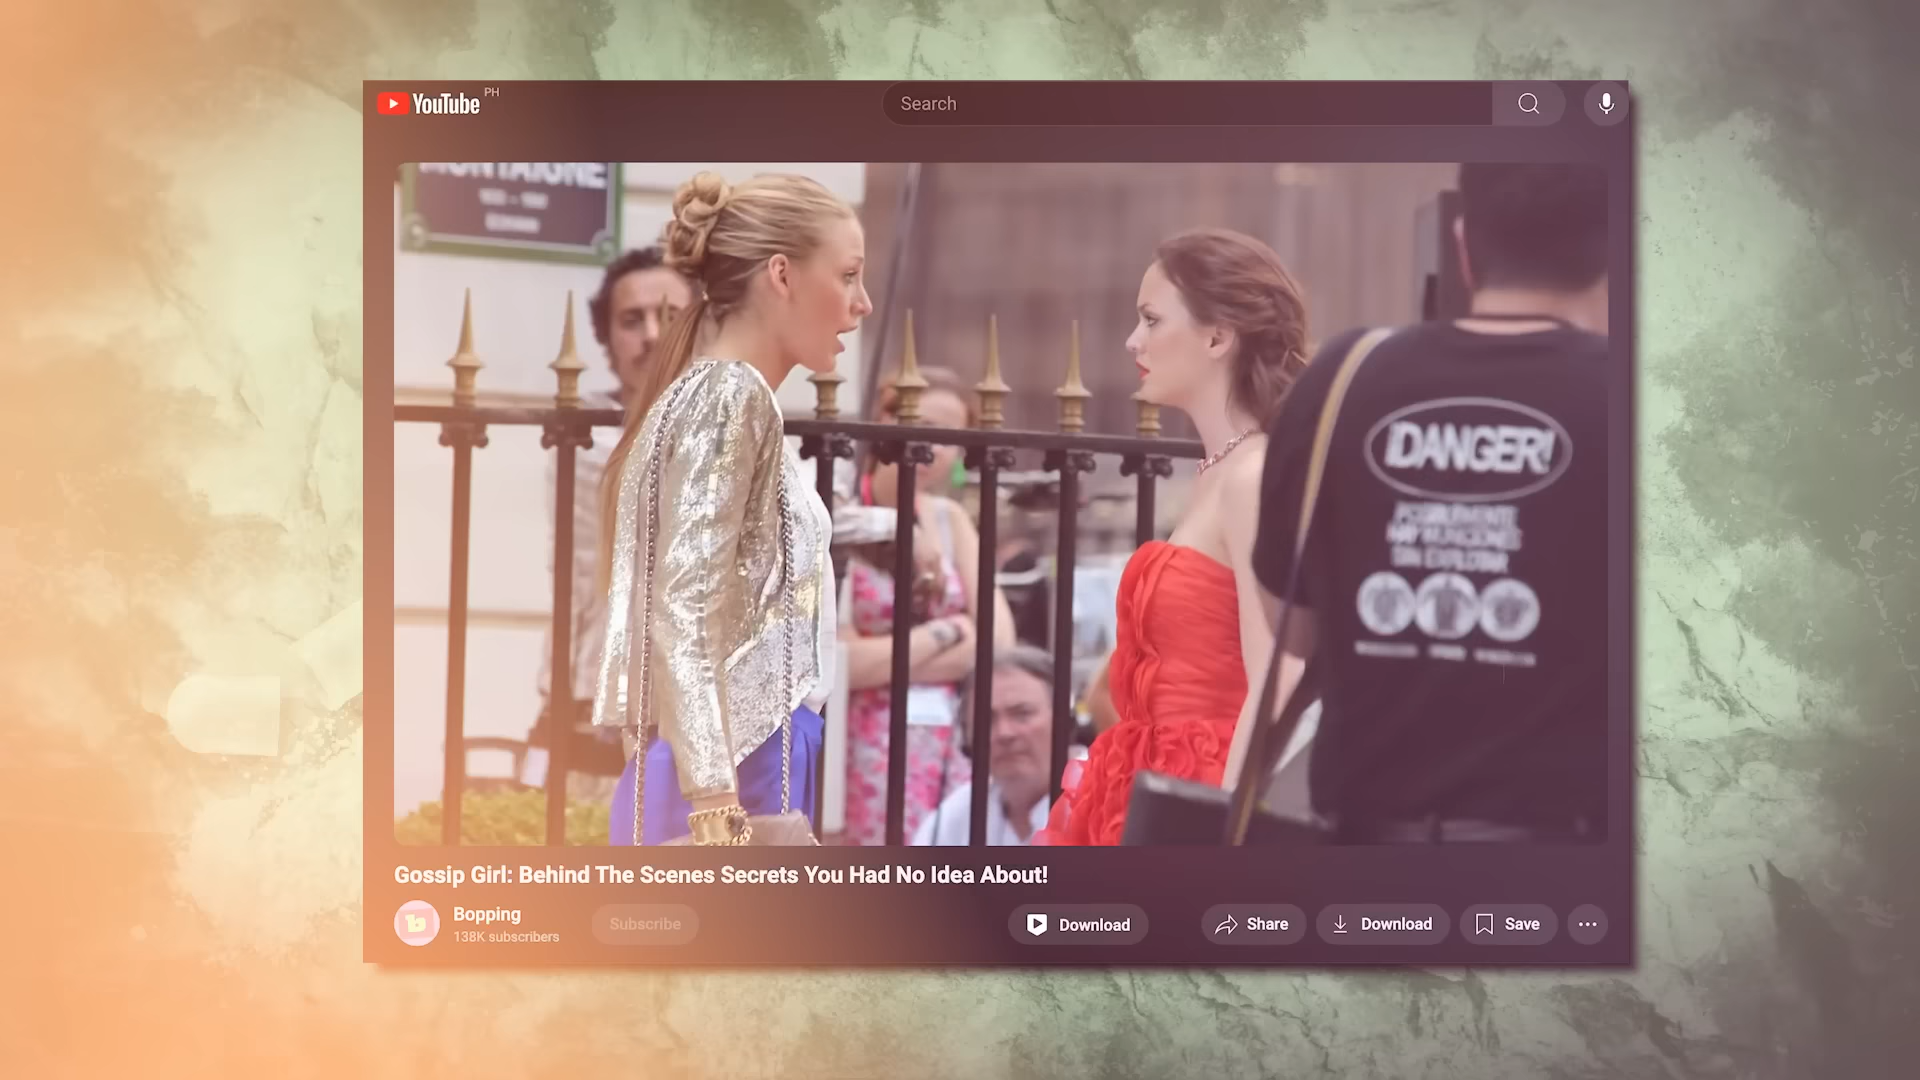 YouTube PH
Search
MONTAIGNE
¡DANGER!
Gossip Girl: Behind The Scenes Secrets You Had No Idea About!
Bopping
138K subscribers
Subscribe
Download
Share
Download
Save